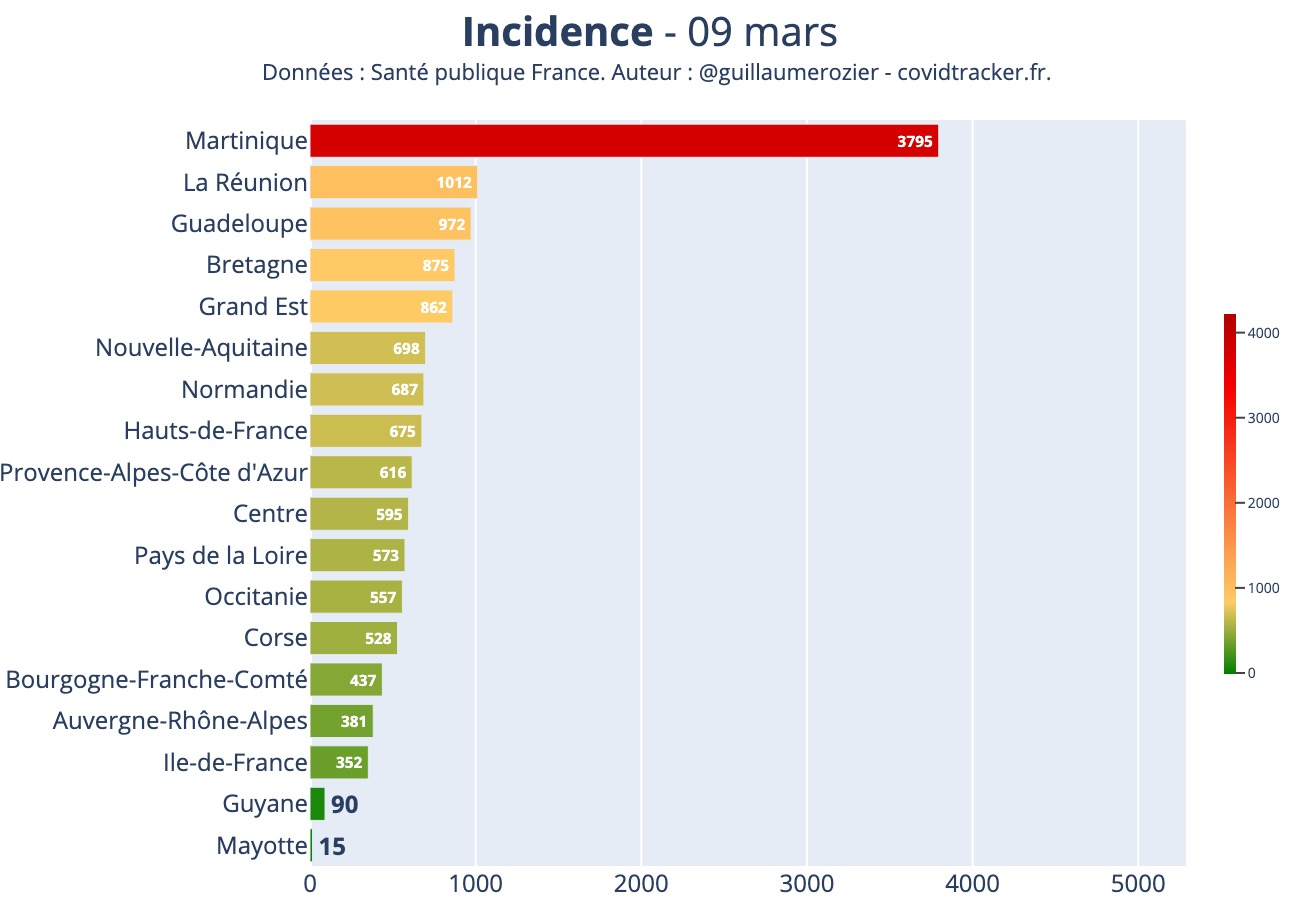 Incidence - 09 mars
Données : Santé publique France. Auteur : @guillaumerozier - covidtracker.fr.
Martinique 3795
La Réunion 1012
Guadeloupe 972
Bretagne 875
Grand Est 862
Nouvelle-Aquitaine 698
Normandie 687
Hauts-de-France 675
Provence-Alpes-Côte d'Azur 616
Centre 595
Pays de la Loire 573
Occitanie 557
Corse 528
Bourgogne-Franche-Comté 437
Auvergne-Rhône-Alpes 381
Ile-de-France 352
Guyane 90
Mayotte 15
0 1000 2000 3000 4000 5000
4000
3000
2000
1000
0